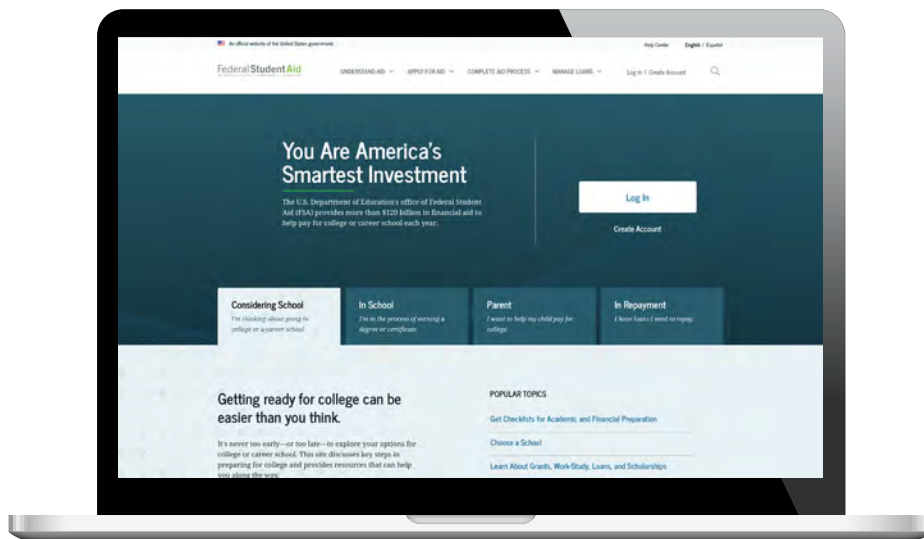 An official website of the United States government.
Help Center English | Español
Federal Student Aid
UNDERSTAND AID APPLY FOR AID COMPLETE AID PROCESS MANAGE LOANS Log In | Create Account
You Are America's
Smartest Investment
The U.S. Department of Education's office of Federal Student
Aid (FSA) provides more than $120 billion in financial aid to
help pay for college or career school each year.
Log In
Create Account
Considering School
I'm thinking about going to
college or a career school.
In School
I'm in the process of earning a
degree or certificate.
Parent
I want to help my child pay for
college.
In Repayment
I have loans I need to repay.
Getting ready for college can be
easier than you think.
It's never too early—or too late—to explore your options for
college or career school. This site discusses key steps in
preparing for college and provides resources that can help
you along the way.
POPULAR TOPICS
Get Checklists for Academic and Financial Preparation
Choose a School
Learn About Grants, Work-Study, Loans, and Scholarships